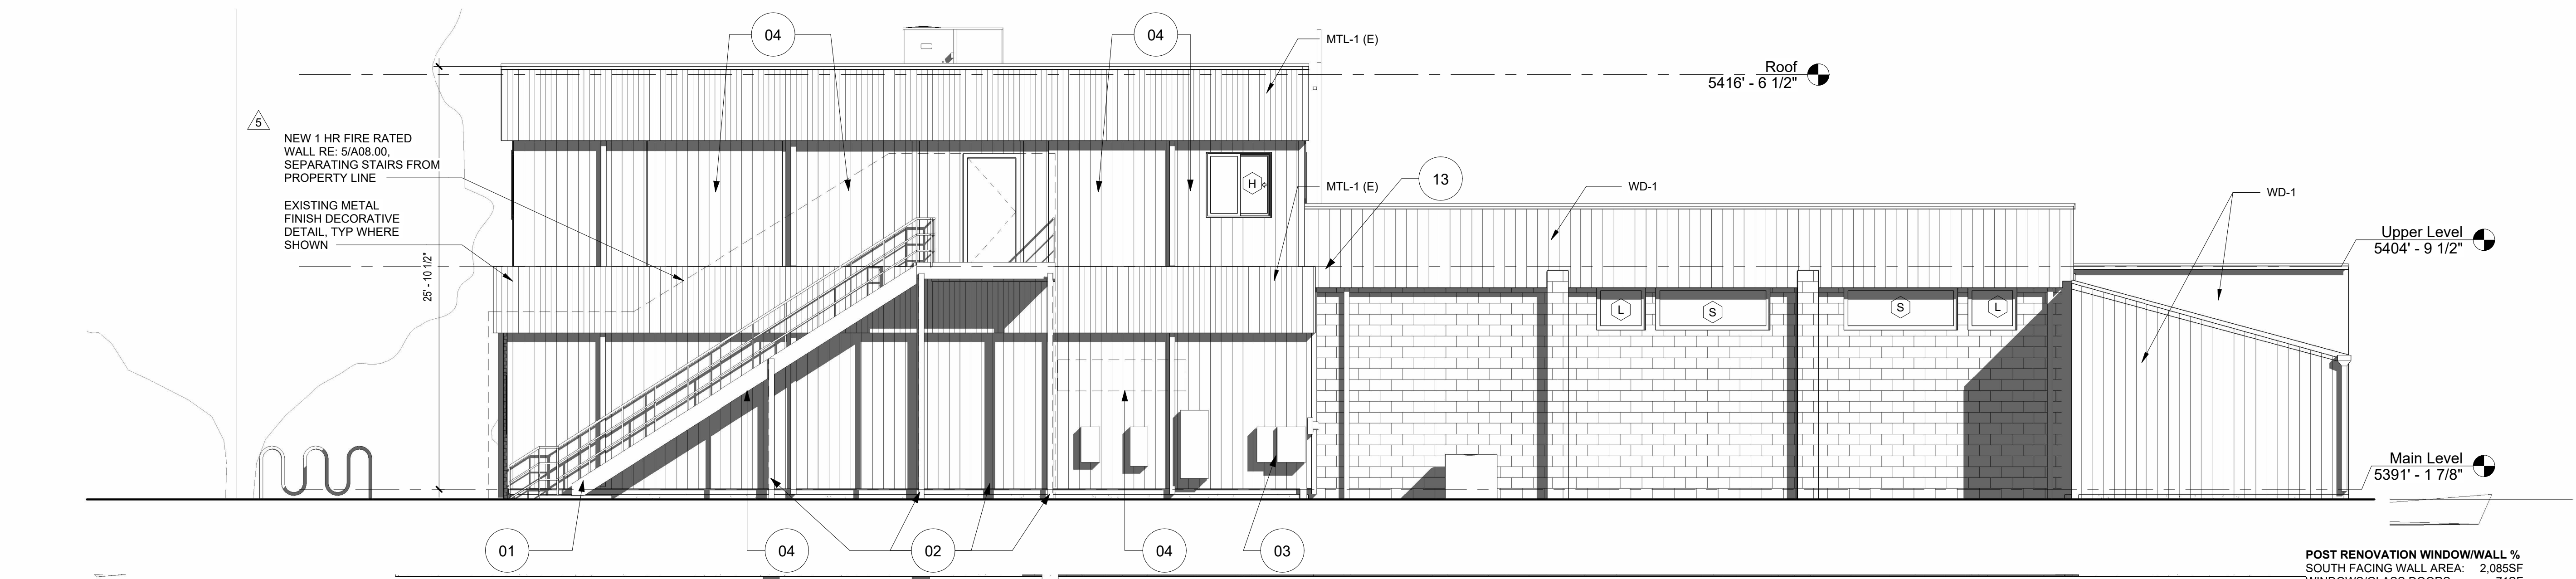 04
04
MTL-1 (E)
Roof
5416' - 6 1/2"
5
NEW 1 HR FIRE RATED
WALL RE: 5/A08.00,
SEPARATING STAIRS FROM
PROPERTY LINE
EXISTING METAL
FINISH DECORATIVE
DETAIL, TYP WHERE
SHOWN
25' - 10 1/2"
H
MTL-1 (E)
13
WD-1
WD-1
Upper Level
5404' - 9 1/2"
L
S
S
L
Main Level
5391' - 1 7/8"
01
04
02
04
03
POST RENOVATION WINDOW/WALL %
SOUTH FACING WALL AREA: 2,085SF